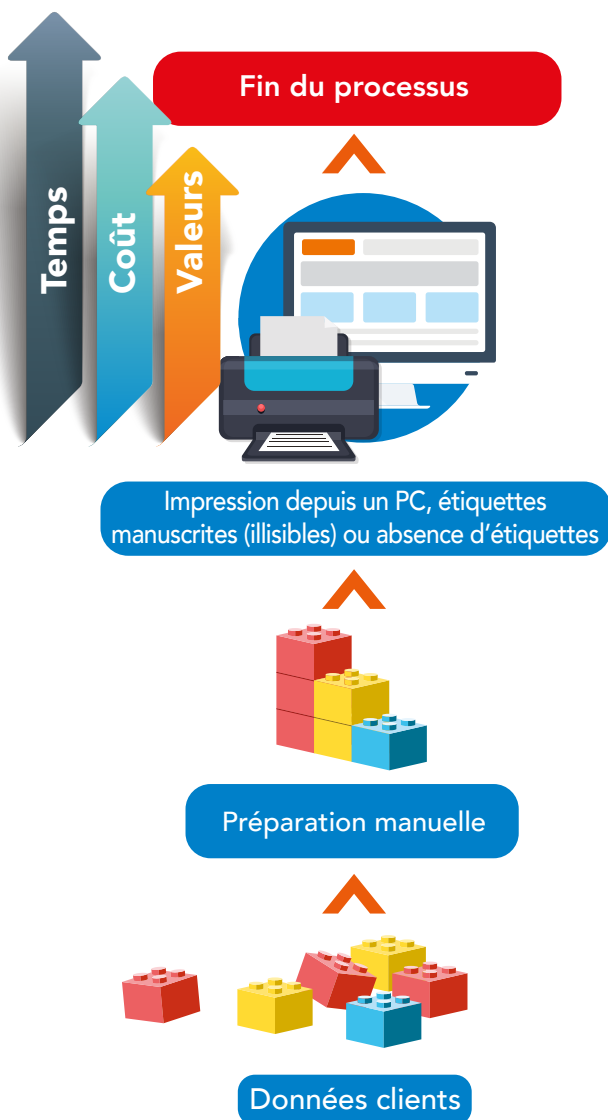 Fin du processus
Temps
Coût
Valeurs
Impression depuis un PC, étiquettes
manuscrites (illisibles) ou absence d’étiquettes
Préparation manuelle
Données clients